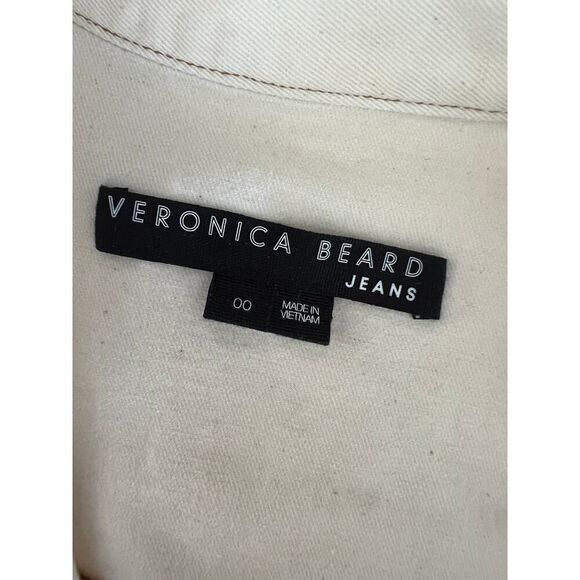 VERONICA BEARD
JEANS
00
MADE IN
VIETNAM